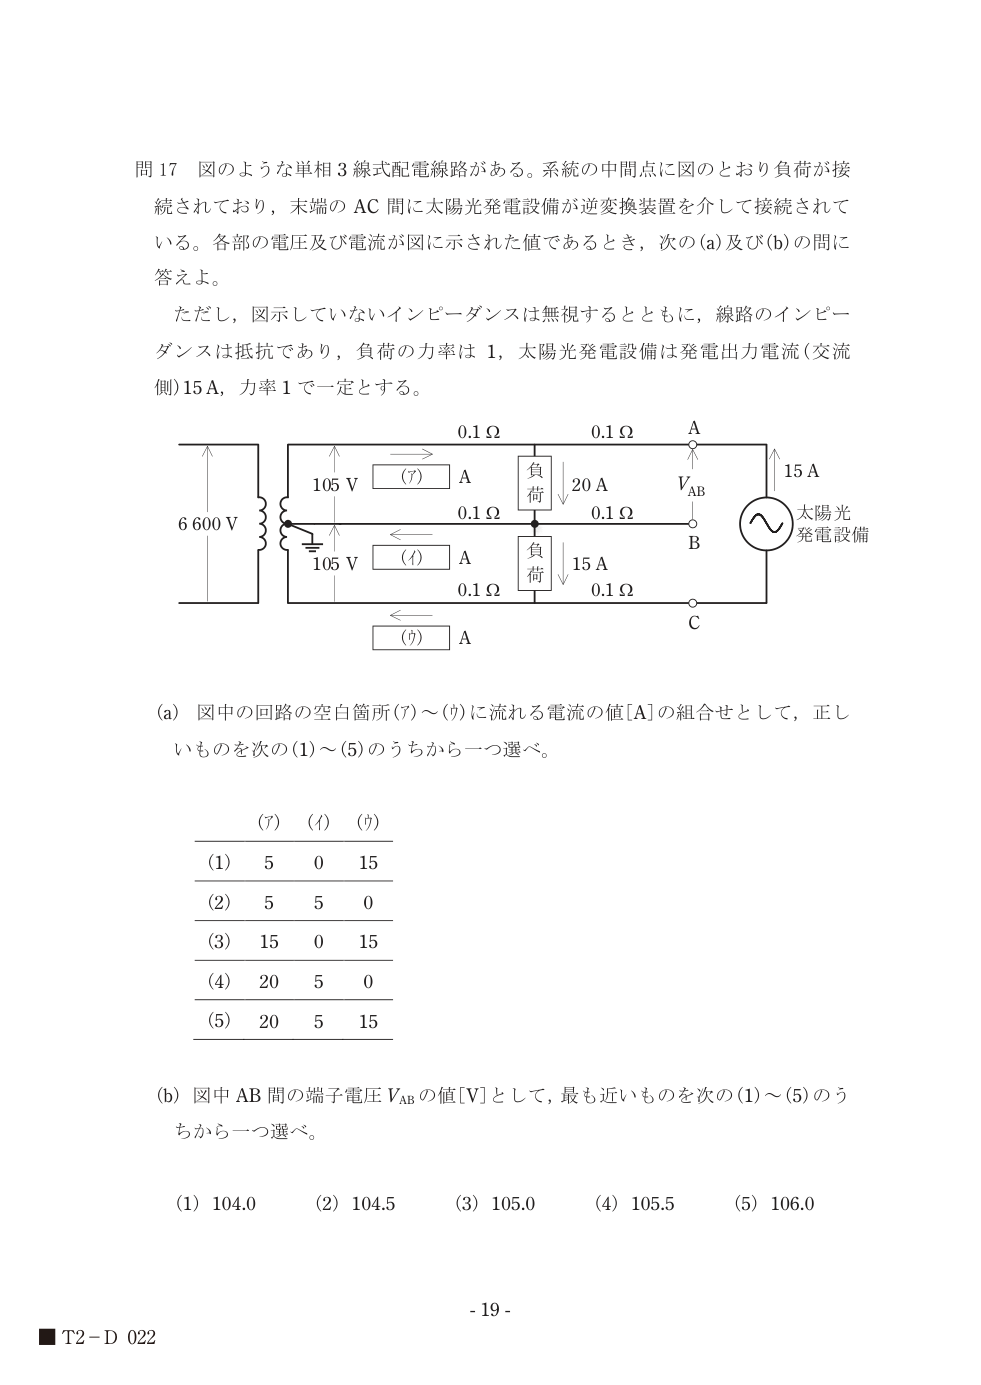 問 17 図のような単相 3 線式配電線路がある。系統の中間点に図のとおり負荷が接
続されており，末端の AC 間に太陽光発電設備が逆変換装置を介して接続されて
いる。各部の電圧及び電流が図に示された値であるとき，次の(a)及び(b)の問に
答えよ。
ただし，図示していないインピーダンスは無視するとともに，線路のインピー
ダンスは抵抗であり，負荷の力率は 1，太陽光発電設備は発電出力電流(交流
側)15 A，力率 1 で一定とする。
0.1 Ω 0.1 Ω A
105 V (ア) A 負荷 20 A V_AB 15 A
6 600 V 0.1 Ω 0.1 Ω 太陽光
発電設備
B
105 V (イ) A 負荷 15 A
0.1 Ω 0.1 Ω
C
(ウ) A
(a) 図中の回路の空白箇所(ア)～(ウ)に流れる電流の値[A]の組合せとして，正し
いものを次の(1)～(5)のうちから一つ選べ。
(ア) (イ) (ウ)
(1) 5 0 15
(2) 5 5 0
(3) 15 0 15
(4) 20 5 0
(5) 20 5 15
(b) 図中 AB 間の端子電圧 V_AB の値[V]として，最も近いものを次の(1)～(5)のう
ちから一つ選べ。
(1) 104.0 (2) 104.5 (3) 105.0 (4) 105.5 (5) 106.0
- 19 -
■ T2－D 022